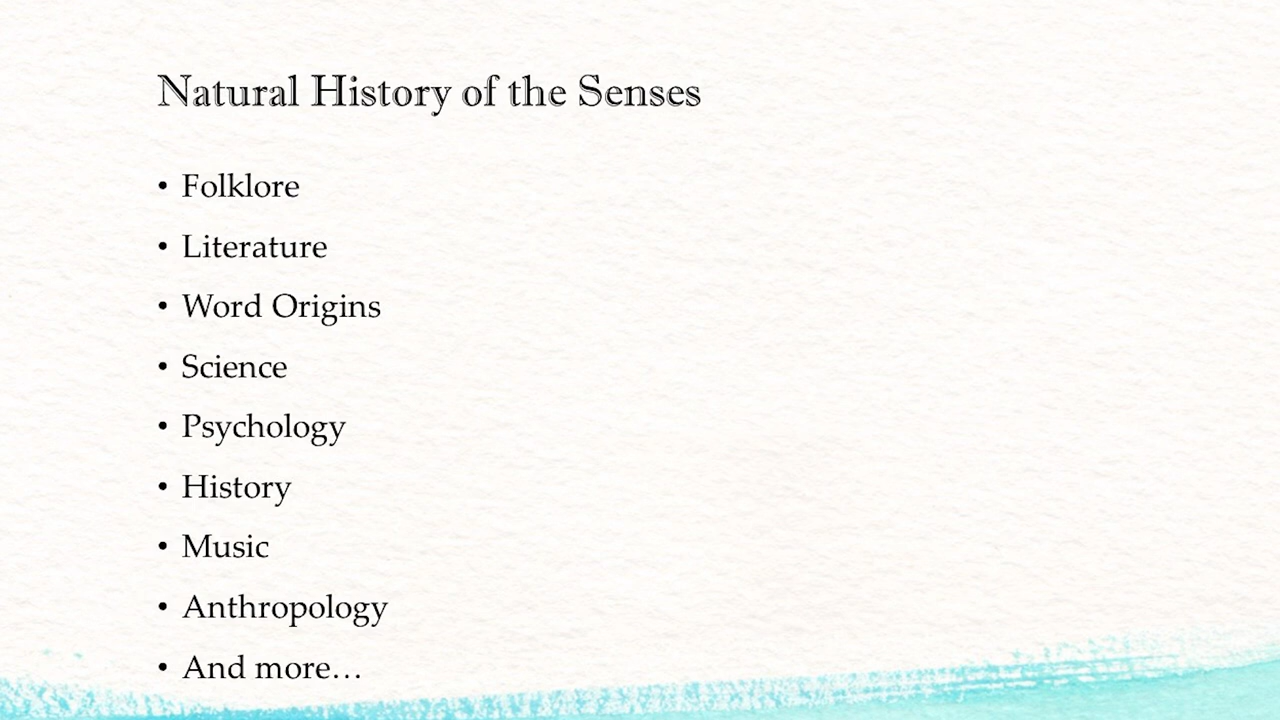 Natural History of the Senses
• Folklore
• Literature
• Word Origins
• Science
• Psychology
• History
• Music
• Anthropology
• And more…